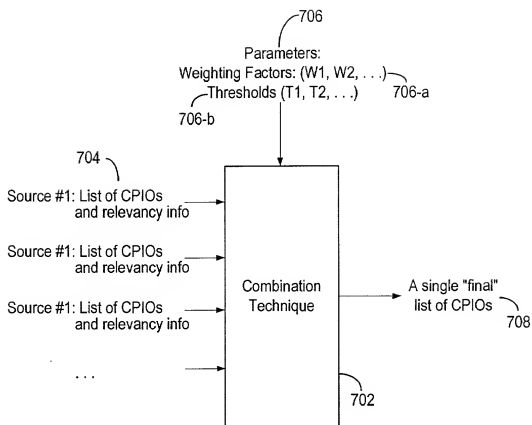 706
Parameters:
Weighting Factors: (W1, W2, . . .)
706-a
Thresholds (T1, T2, . . .)
706-b
704
Source #1: List of CPIOs
and relevancy info
Source #1: List of CPIOs
and relevancy info
Source #1: List of CPIOs
and relevancy info
. . .
Combination
Technique
702
A single "final"
list of CPIOs
708